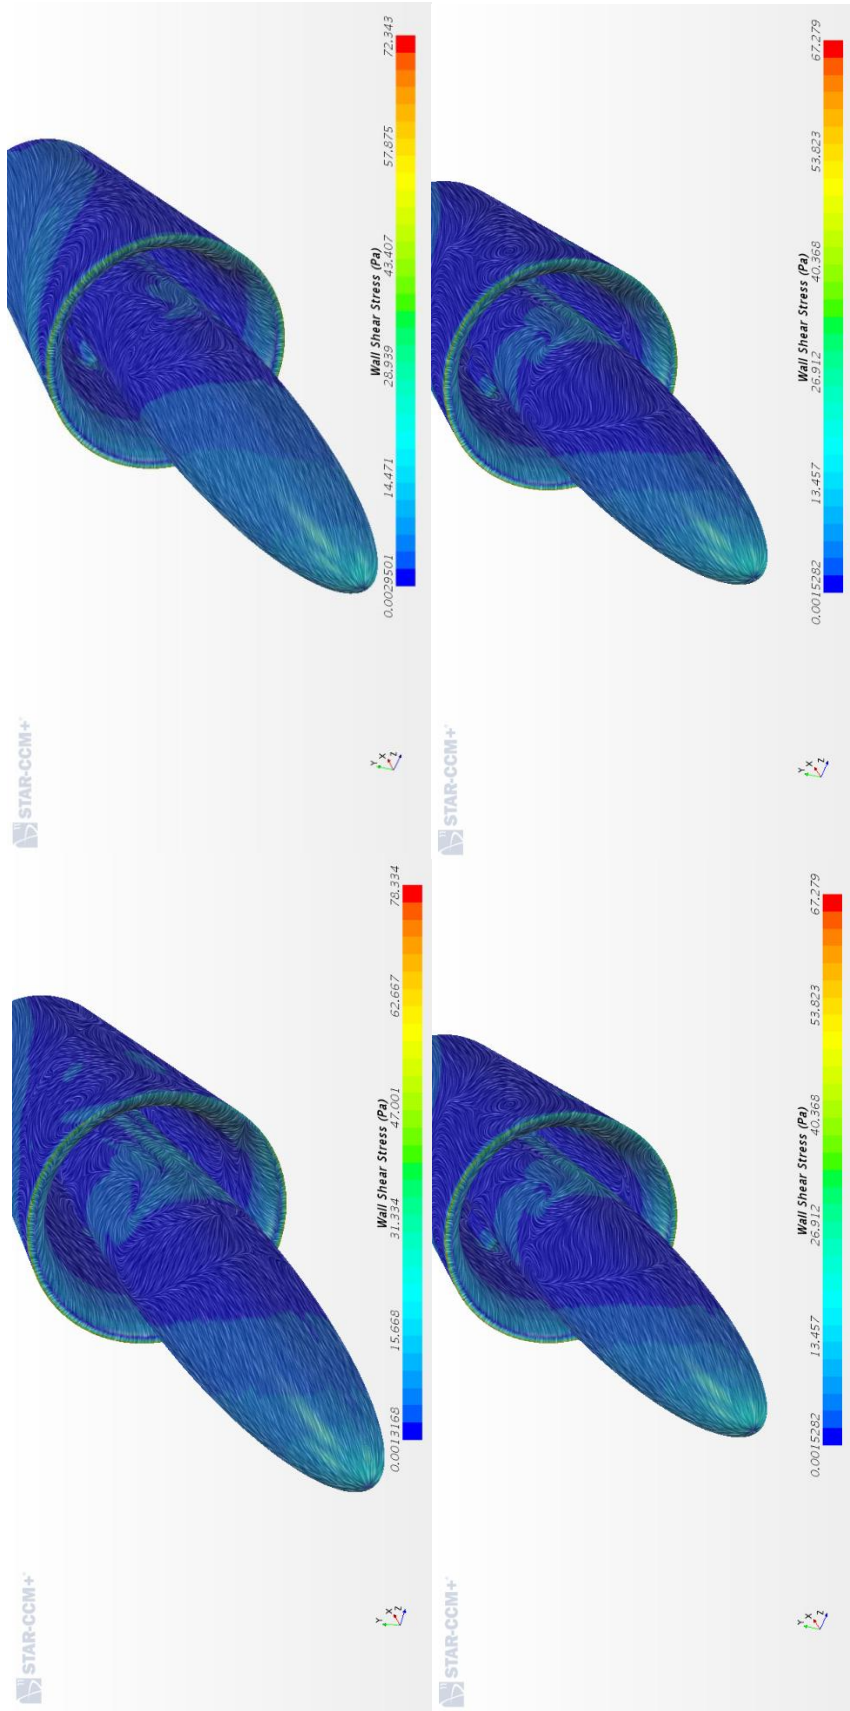 STAR-CCM+
Y
X
Z
Wall Shear Stress (Pa)
0.0029501 14.471 28.939 43.407 57.875 72.343
STAR-CCM+
Y
X
Z
Wall Shear Stress (Pa)
0.0015282 13.457 26.912 40.368 53.823 67.279
STAR-CCM+
Y
X
Z
Wall Shear Stress (Pa)
0.0013168 15.668 31.334 47.001 62.667 78.334
STAR-CCM+
Y
X
Z
Wall Shear Stress (Pa)
0.0015282 13.457 26.912 40.368 53.823 67.279